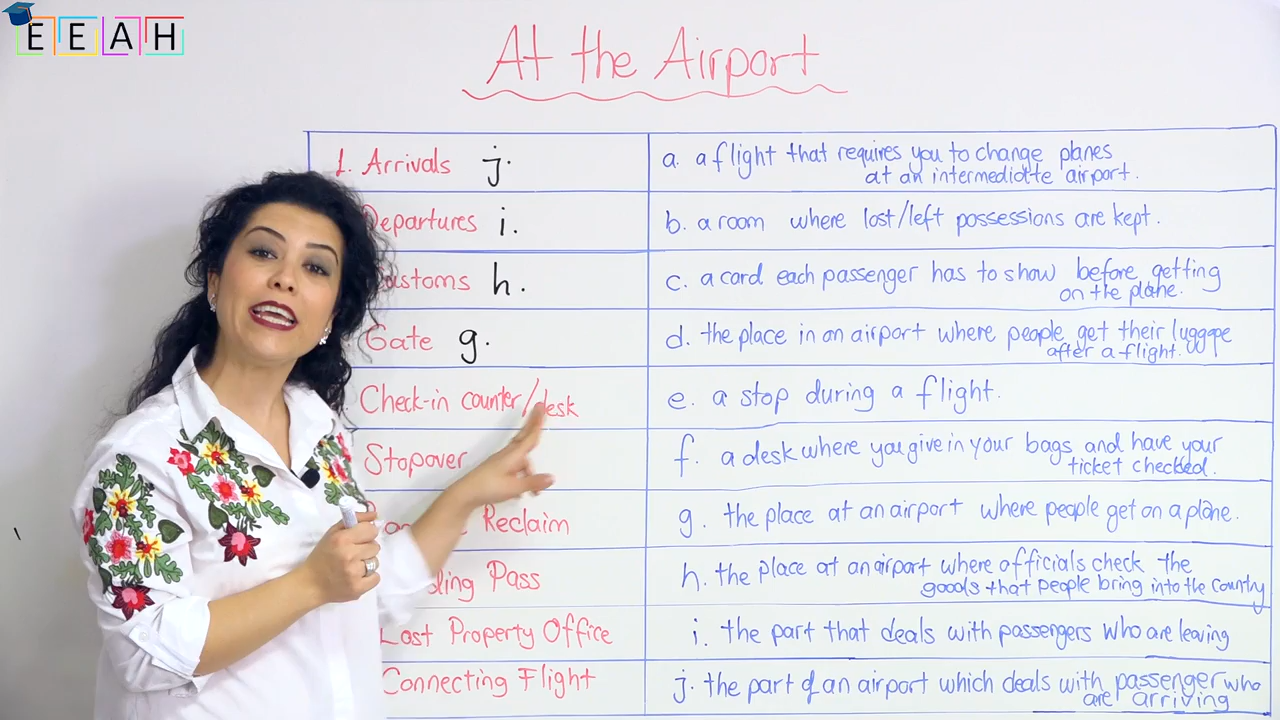 EEAH
At the Airport
1. Arrivals j.
a. a flight that requires you to change planes
at an intermediate airport.
Departures i.
b. a room where lost/left possessions are kept.
h.
c. a card each passenger has to show before getting
on the plane.
Gate g.
d. the place in an airport where people get their luggage
after a flight.
Check-in counter/desk
e. a stop during a flight.
Stopover
f. a desk where you give in your bags and have your
ticket checked.
Reclaim
g. the place at an airport where people get on a plane.
Pass
h. the place at an airport where officials check the
goods that people bring into the country
Lost Property Office
i. the part that deals with passengers who are leaving
Connecting Flight
j. the part of an airport which deals with passenger who
are arriving